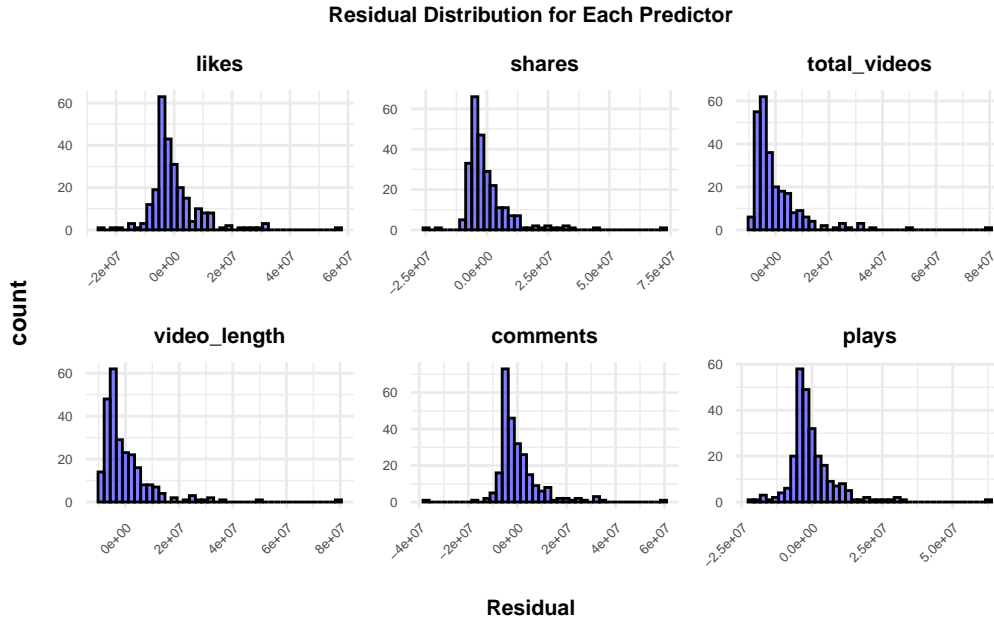 Residual Distribution for Each Predictor
likes
shares
total_videos
60
40
20
0
−2e+07
0e+00
2e+07
4e+07
6e+07
60
40
20
0
−2.5e+07
0.0e+00
2.5e+07
5.0e+07
7.5e+07
60
40
20
0
0e+00
2e+07
4e+07
6e+07
8e+07
count
video_length
comments
plays
60
40
20
0
0e+00
2e+07
4e+07
6e+07
8e+07
60
40
20
0
−4e+07
−2e+07
0e+00
2e+07
4e+07
6e+07
60
40
20
0
−2.5e+07
0.0e+00
2.5e+07
5.0e+07
Residual